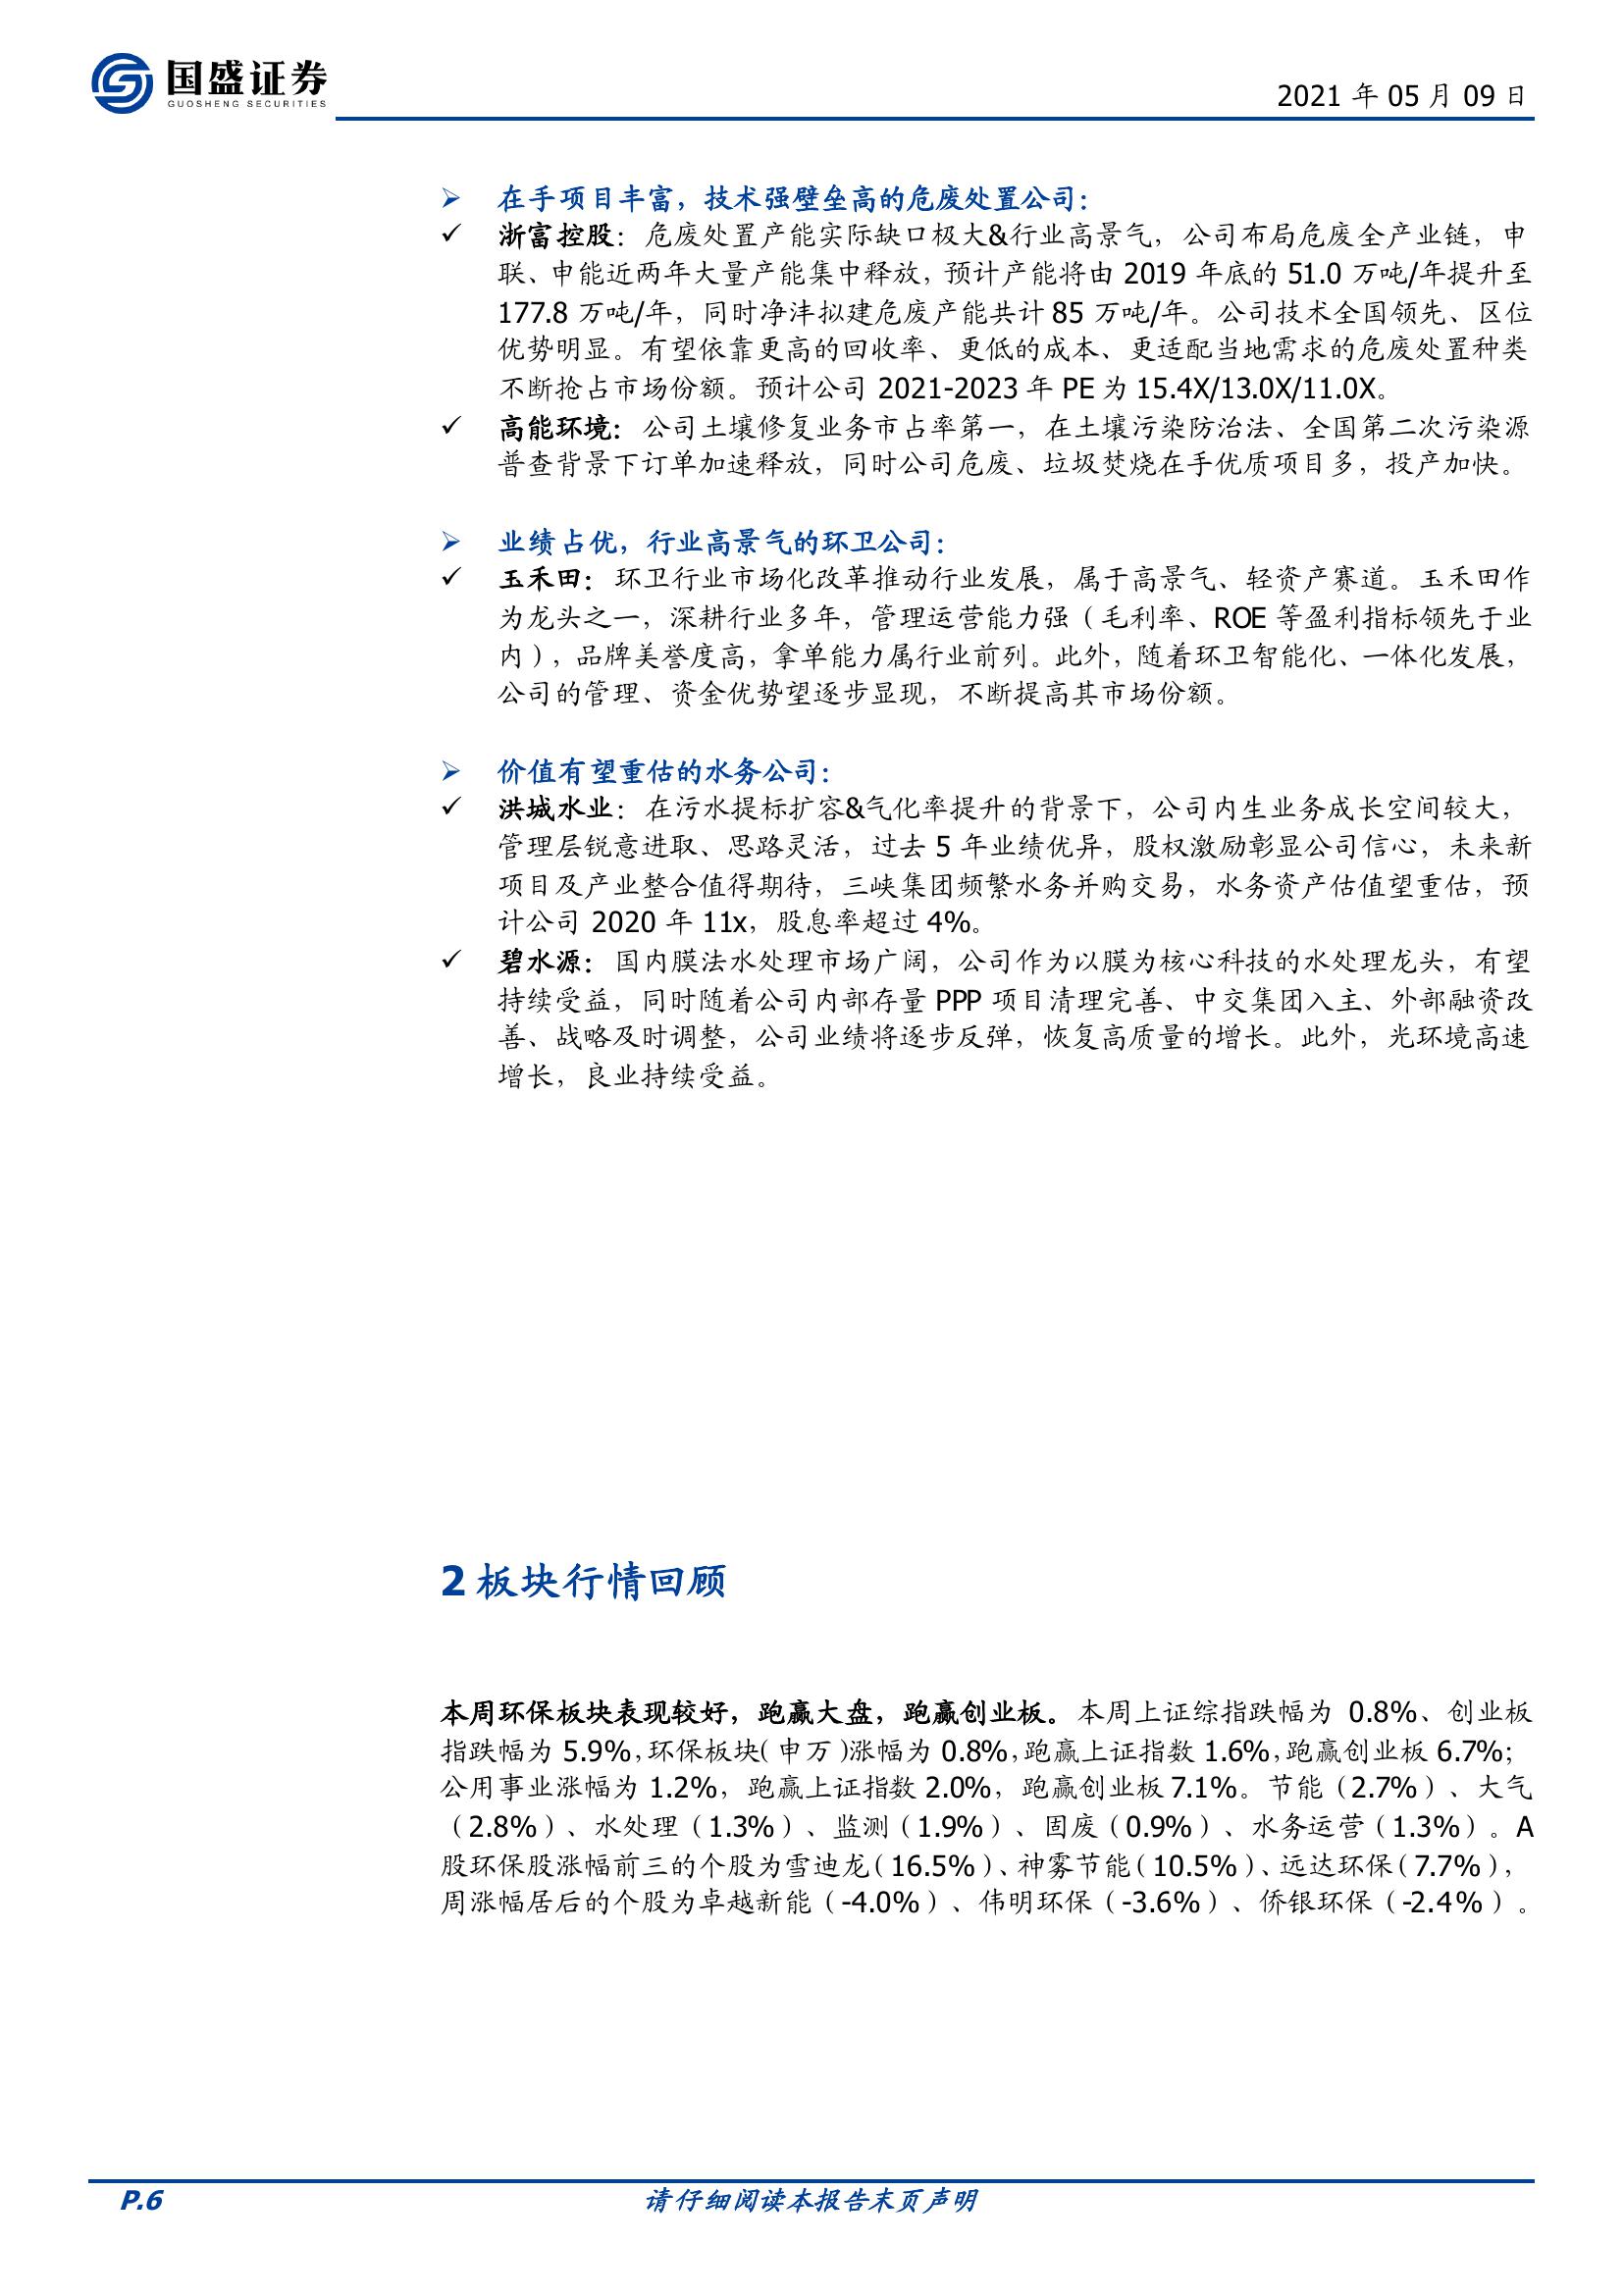 国盛证券
GUOSHENG SECURITIES
2021 年 05 月 09 日
在手项目丰富，技术强壁垒高的危废处置公司：
浙富控股：危废处置产能实际缺口极大&行业高景气，公司布局危废全产业链，申
联、申能近两年大量产能集中释放，预计产能将由 2019 年底的 51.0 万吨/年提升至
177.8 万吨/年，同时净沣拟建危废产能共计 85 万吨/年。公司技术全国领先、区位
优势明显。有望依靠更高的回收率、更低的成本、更适配当地需求的危废处置种类
不断抢占市场份额。预计公司 2021-2023 年 PE 为 15.4X/13.0X/11.0X。
高能环境：公司土壤修复业务市占率第一，在土壤污染防治法、全国第二次污染源
普查背景下订单加速释放，同时公司危废、垃圾焚烧在手优质项目多，投产加快。
业绩占优，行业高景气的环卫公司：
玉禾田：环卫行业市场化改革推动行业发展，属于高景气、轻资产赛道。玉禾田作
为龙头之一，深耕行业多年，管理运营能力强（毛利率、ROE 等盈利指标领先于业
内），品牌美誉度高，拿单能力属行业前列。此外，随着环卫智能化、一体化发展，
公司的管理、资金优势望逐步显现，不断提高其市场份额。
价值有望重估的水务公司：
洪城水业：在污水提标扩容&气化率提升的背景下，公司内生业务成长空间较大，
管理层锐意进取、思路灵活，过去 5 年业绩优异，股权激励彰显公司信心，未来新
项目及产业整合值得期待，三峡集团频繁水务并购交易，水务资产估值望重估，预
计公司 2020 年 11x，股息率超过 4%。
碧水源：国内膜法水处理市场广阔，公司作为以膜为核心科技的水处理龙头，有望
持续受益，同时随着公司内部存量 PPP 项目清理完善、中交集团入主、外部融资改
善、战略及时调整，公司业绩将逐步反弹，恢复高质量的增长。此外，光环境高速
增长，良业持续受益。
2 板块行情回顾
本周环保板块表现较好，跑赢大盘，跑赢创业板。本周上证综指跌幅为 0.8%、创业板
指跌幅为 5.9%，环保板块（申万）涨幅为 0.8%，跑赢上证指数 1.6%，跑赢创业板 6.7%；
公用事业涨幅为 1.2%，跑赢上证指数 2.0%，跑赢创业板 7.1%。节能（2.7%）、大气
（2.8%）、水处理（1.3%）、监测（1.9%）、固废（0.9%）、水务运营（1.3%）。A
股环保股涨幅前三的个股为雪迪龙（16.5%）、神雾节能（10.5%）、远达环保（7.7%），
周涨幅居后的个股为卓越新能（-4.0%）、伟明环保（-3.6%）、侨银环保（-2.4%）。
P.6
请仔细阅读本报告末页声明